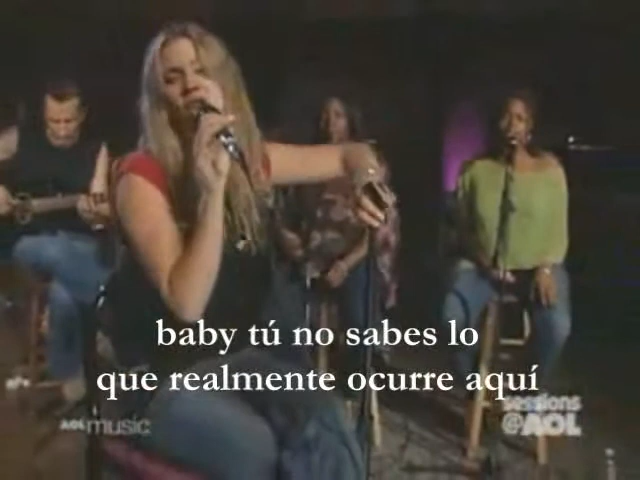 baby tú no sabes lo
que realmente ocurre aquí
sessions
@AOL
AOL music